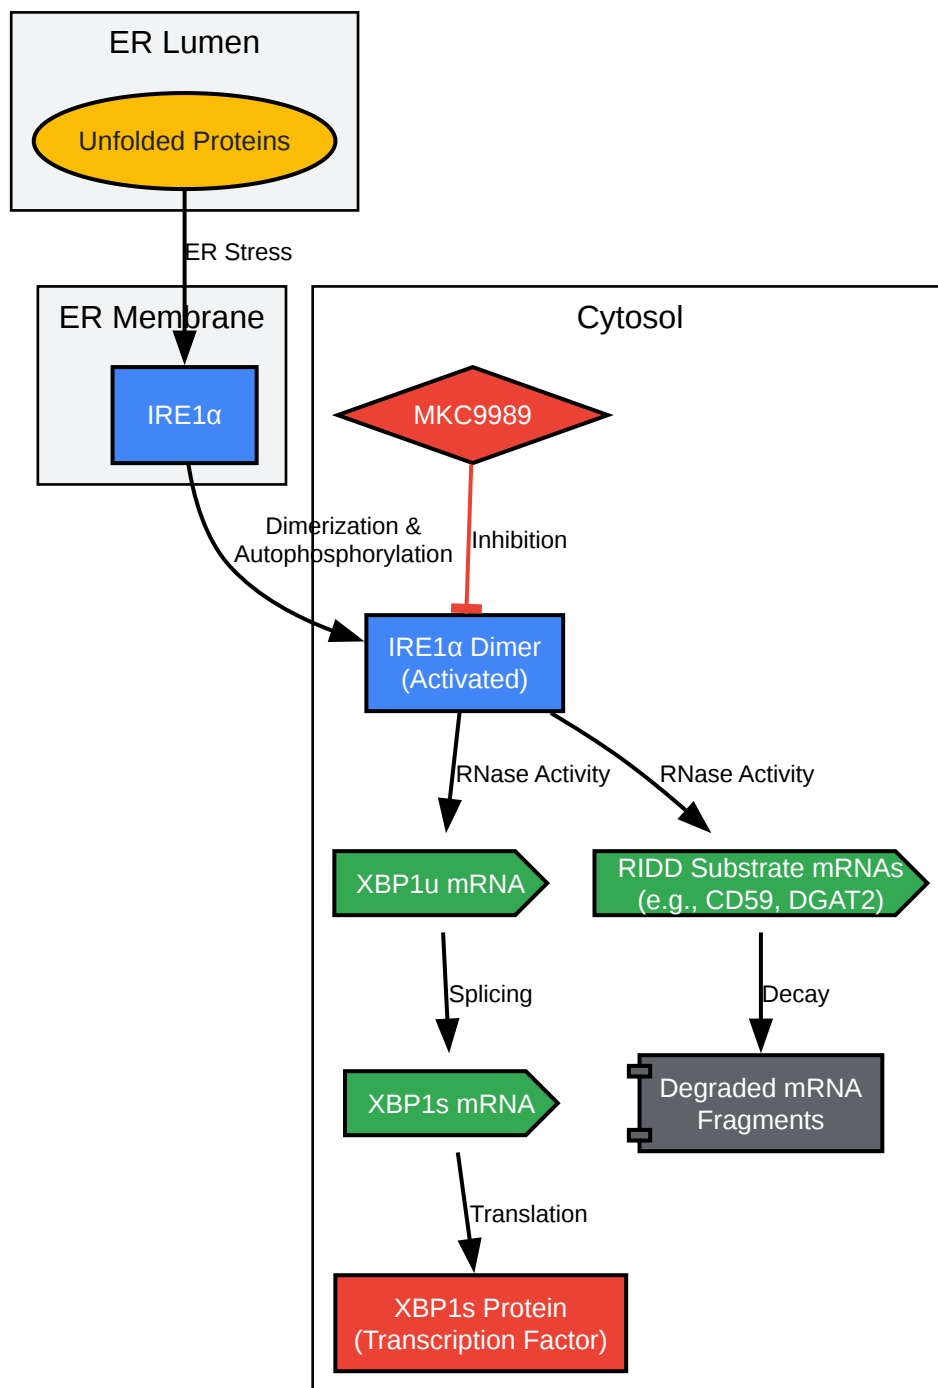 ER Lumen
Unfolded Proteins
ER Stress
ER Membrane
Cytosol
IRE1α
MKC9989
Dimerization &
Autophosphorylation
Inhibition
IRE1α Dimer
(Activated)
RNase Activity
RNase Activity
XBP1u mRNA
RIDD Substrate mRNAs
(e.g., CD59, DGAT2)
Splicing
Decay
XBP1s mRNA
Degraded mRNA
Fragments
Translation
XBP1s Protein
(Transcription Factor)